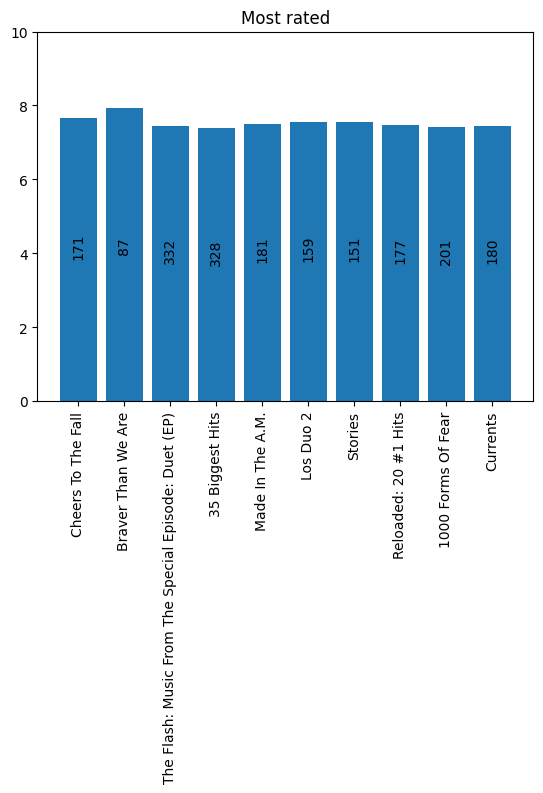 Most rated
10
8
6
4
2
0
171
87
332
328
181
159
151
177
201
180
Cheers To The Fall
Braver Than We Are
The Flash: Music From The Special Episode: Duet (EP)
35 Biggest Hits
Made In The A.M.
Los Duo 2
Stories
Reloaded: 20 #1 Hits
1000 Forms Of Fear
Currents